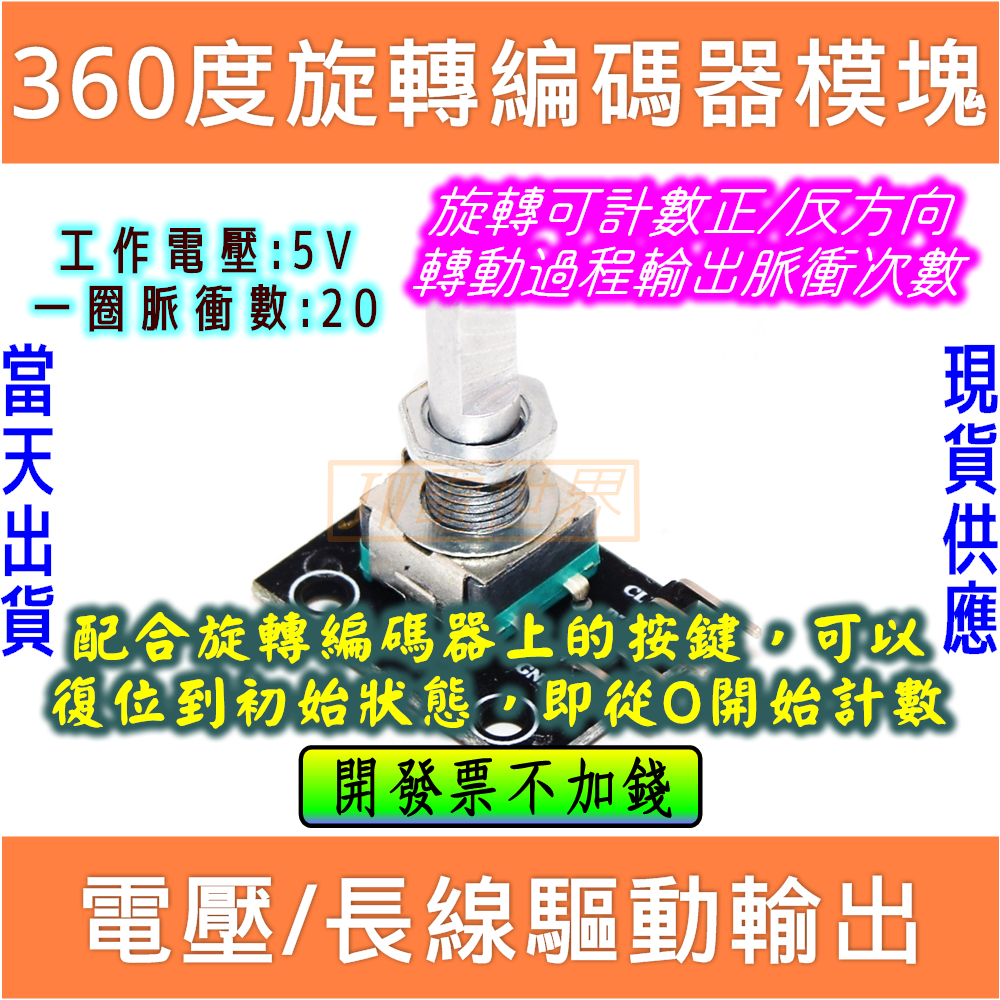 360度旋轉編碼器模塊
旋轉可計數正/反方向
轉動過程輸出脈衝次數
工作電壓:5V
一圈脈衝數:20
當天出貨
現貨供應
CL
GN
配合旋轉編碼器上的按鍵，可以
復位到初始狀態，即從0開始計數
開發票不加錢
電壓/長線驅動輸出